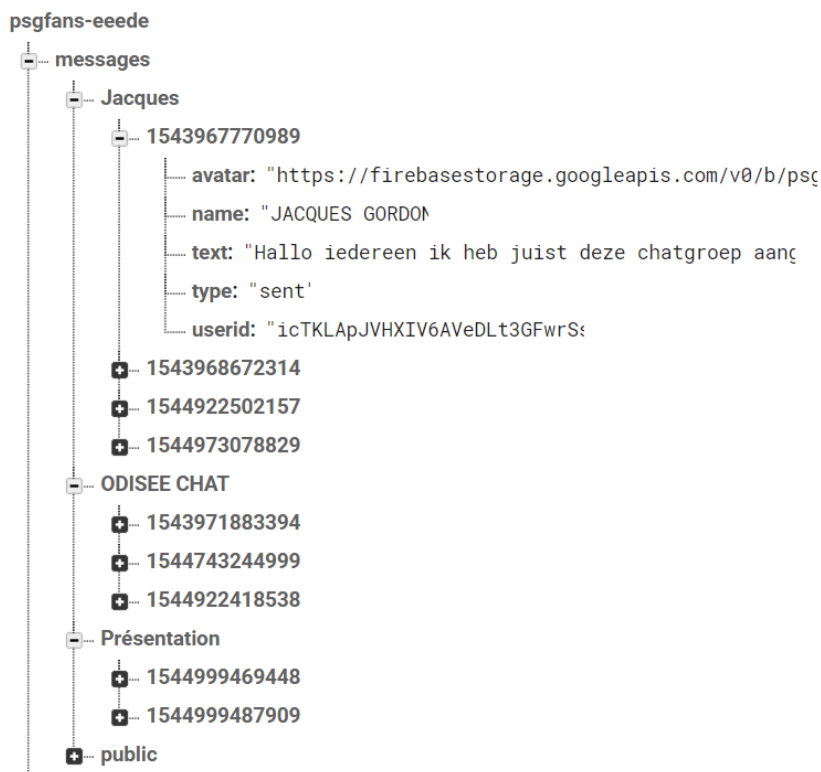 psgfans-eeede
messages
Jacques
1543967770989
avatar: "https://firebasestorage.googleapis.com/v0/b/psg
name: "JACQUES GORDON
text: "Hallo iedereen ik heb juist deze chatgroep aang
type: "sent'
userid: "icTKLApJVHXIV6AVeDLt3GFwrSs
1543968672314
1544922502157
1544973078829
ODISEE CHAT
1543971883394
1544743244999
1544922418538
Présentation
1544999469448
1544999487909
public